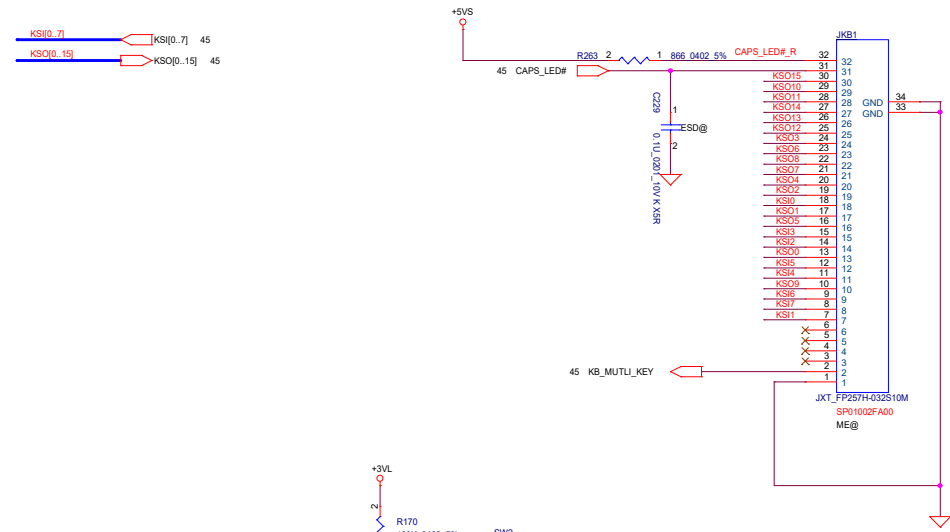 +5VS
KSI[0..7]
KSI[0..7] 45
KSO[0..15]
KSO[0..15] 45
JKB1
R263 2 1 866_0402_5% CAPS_LED#_R 32 32
45 CAPS_LED# 31 31
KSO15 30 30
KSO10 29 29
KSO11 28 28 GND 34
KSO14 27 27 GND 33
KSO13 26 26
KSO12 25 25
KSO3 24 24
KSO6 23 23
KSO8 22 22
KSO7 21 21
KSO4 20 20
KSO2 19 19
KSI0 18 18
KSO1 17 17
KSO5 16 16
KSI3 15 15
KSI2 14 14
KSO0 13 13
KSI5 12 12
KSI4 11 11
KSO9 10 10
KSI6 9 9
KSI7 8 8
KSI1 7 7
6 6
5 5
4 4
3 3
45 KB_MUTLI_KEY 2 2
1 1
C229
1
ESD@
2
0.1U_0201_10V K X5R
JXT_FP257H-032S10M
SP01002FA00
ME@
+3VL
2
R170